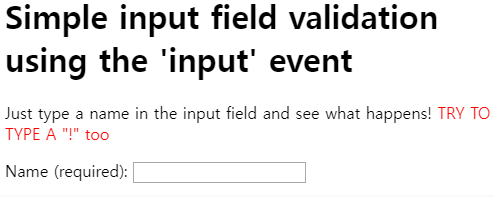 Simple input field validation
using the 'input' event
Just type a name in the input field and see what happens! TRY TO
TYPE A "!" too
Name (required):